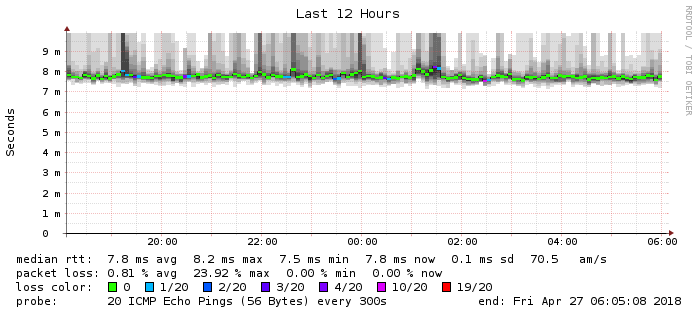 Last 12 Hours
RRDTOOL / TOBI OETIKER
Seconds
9 m
8 m
7 m
6 m
5 m
4 m
3 m
2 m
1 m
0
20:00 22:00 00:00 02:00 04:00 06:00
median rtt: 7.8 ms avg 8.2 ms max 7.5 ms min 7.8 ms now 0.1 ms sd 70.5 am/s
packet loss: 0.81 % avg 23.92 % max 0.00 % min 0.00 % now
loss color: 0 1/20 2/20 3/20 4/20 10/20 19/20
probe: 20 ICMP Echo Pings (56 Bytes) every 300s end: Fri Apr 27 06:05:08 2018